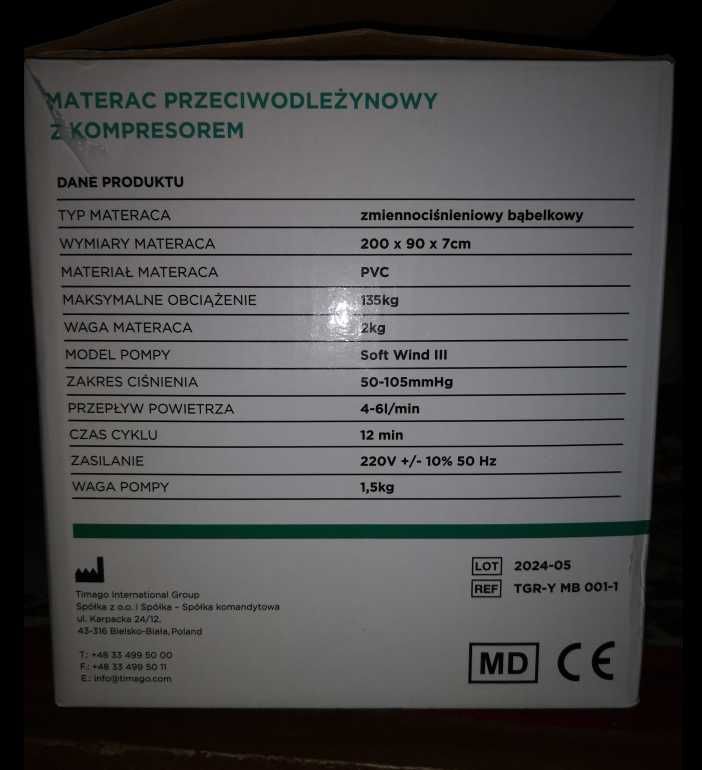 MATERAC PRZECIWODLEŻYNOWY
Z KOMPRESOREM
DANE PRODUKTU
TYP MATERACA zmiennociśnieniowy bąbelkowy
WYMIARY MATERACA 200 x 90 x 7cm
MATERIAŁ MATERACA PVC
MAKSYMALNE OBCIĄŻENIE 135kg
WAGA MATERACA 2kg
MODEL POMPY Soft Wind III
ZAKRES CIŚNIENIA 50-105mmHg
PRZEPŁYW POWIETRZA 4-6l/min
CZAS CYKLU 12 min
ZASILANIE 220V +/- 10% 50 Hz
WAGA POMPY 1,5kg
Timago International Group
Spółka z o.o. i Spółka – Spółka komandytowa
ul. Karpacka 24/12,
43-316 Bielsko-Biała, Poland
T.: +48 33 499 50 00
F.: +48 33 499 50 11
E.: info@timago.com
LOT 2024-05
REF TGR-Y MB 001-1
MD CE